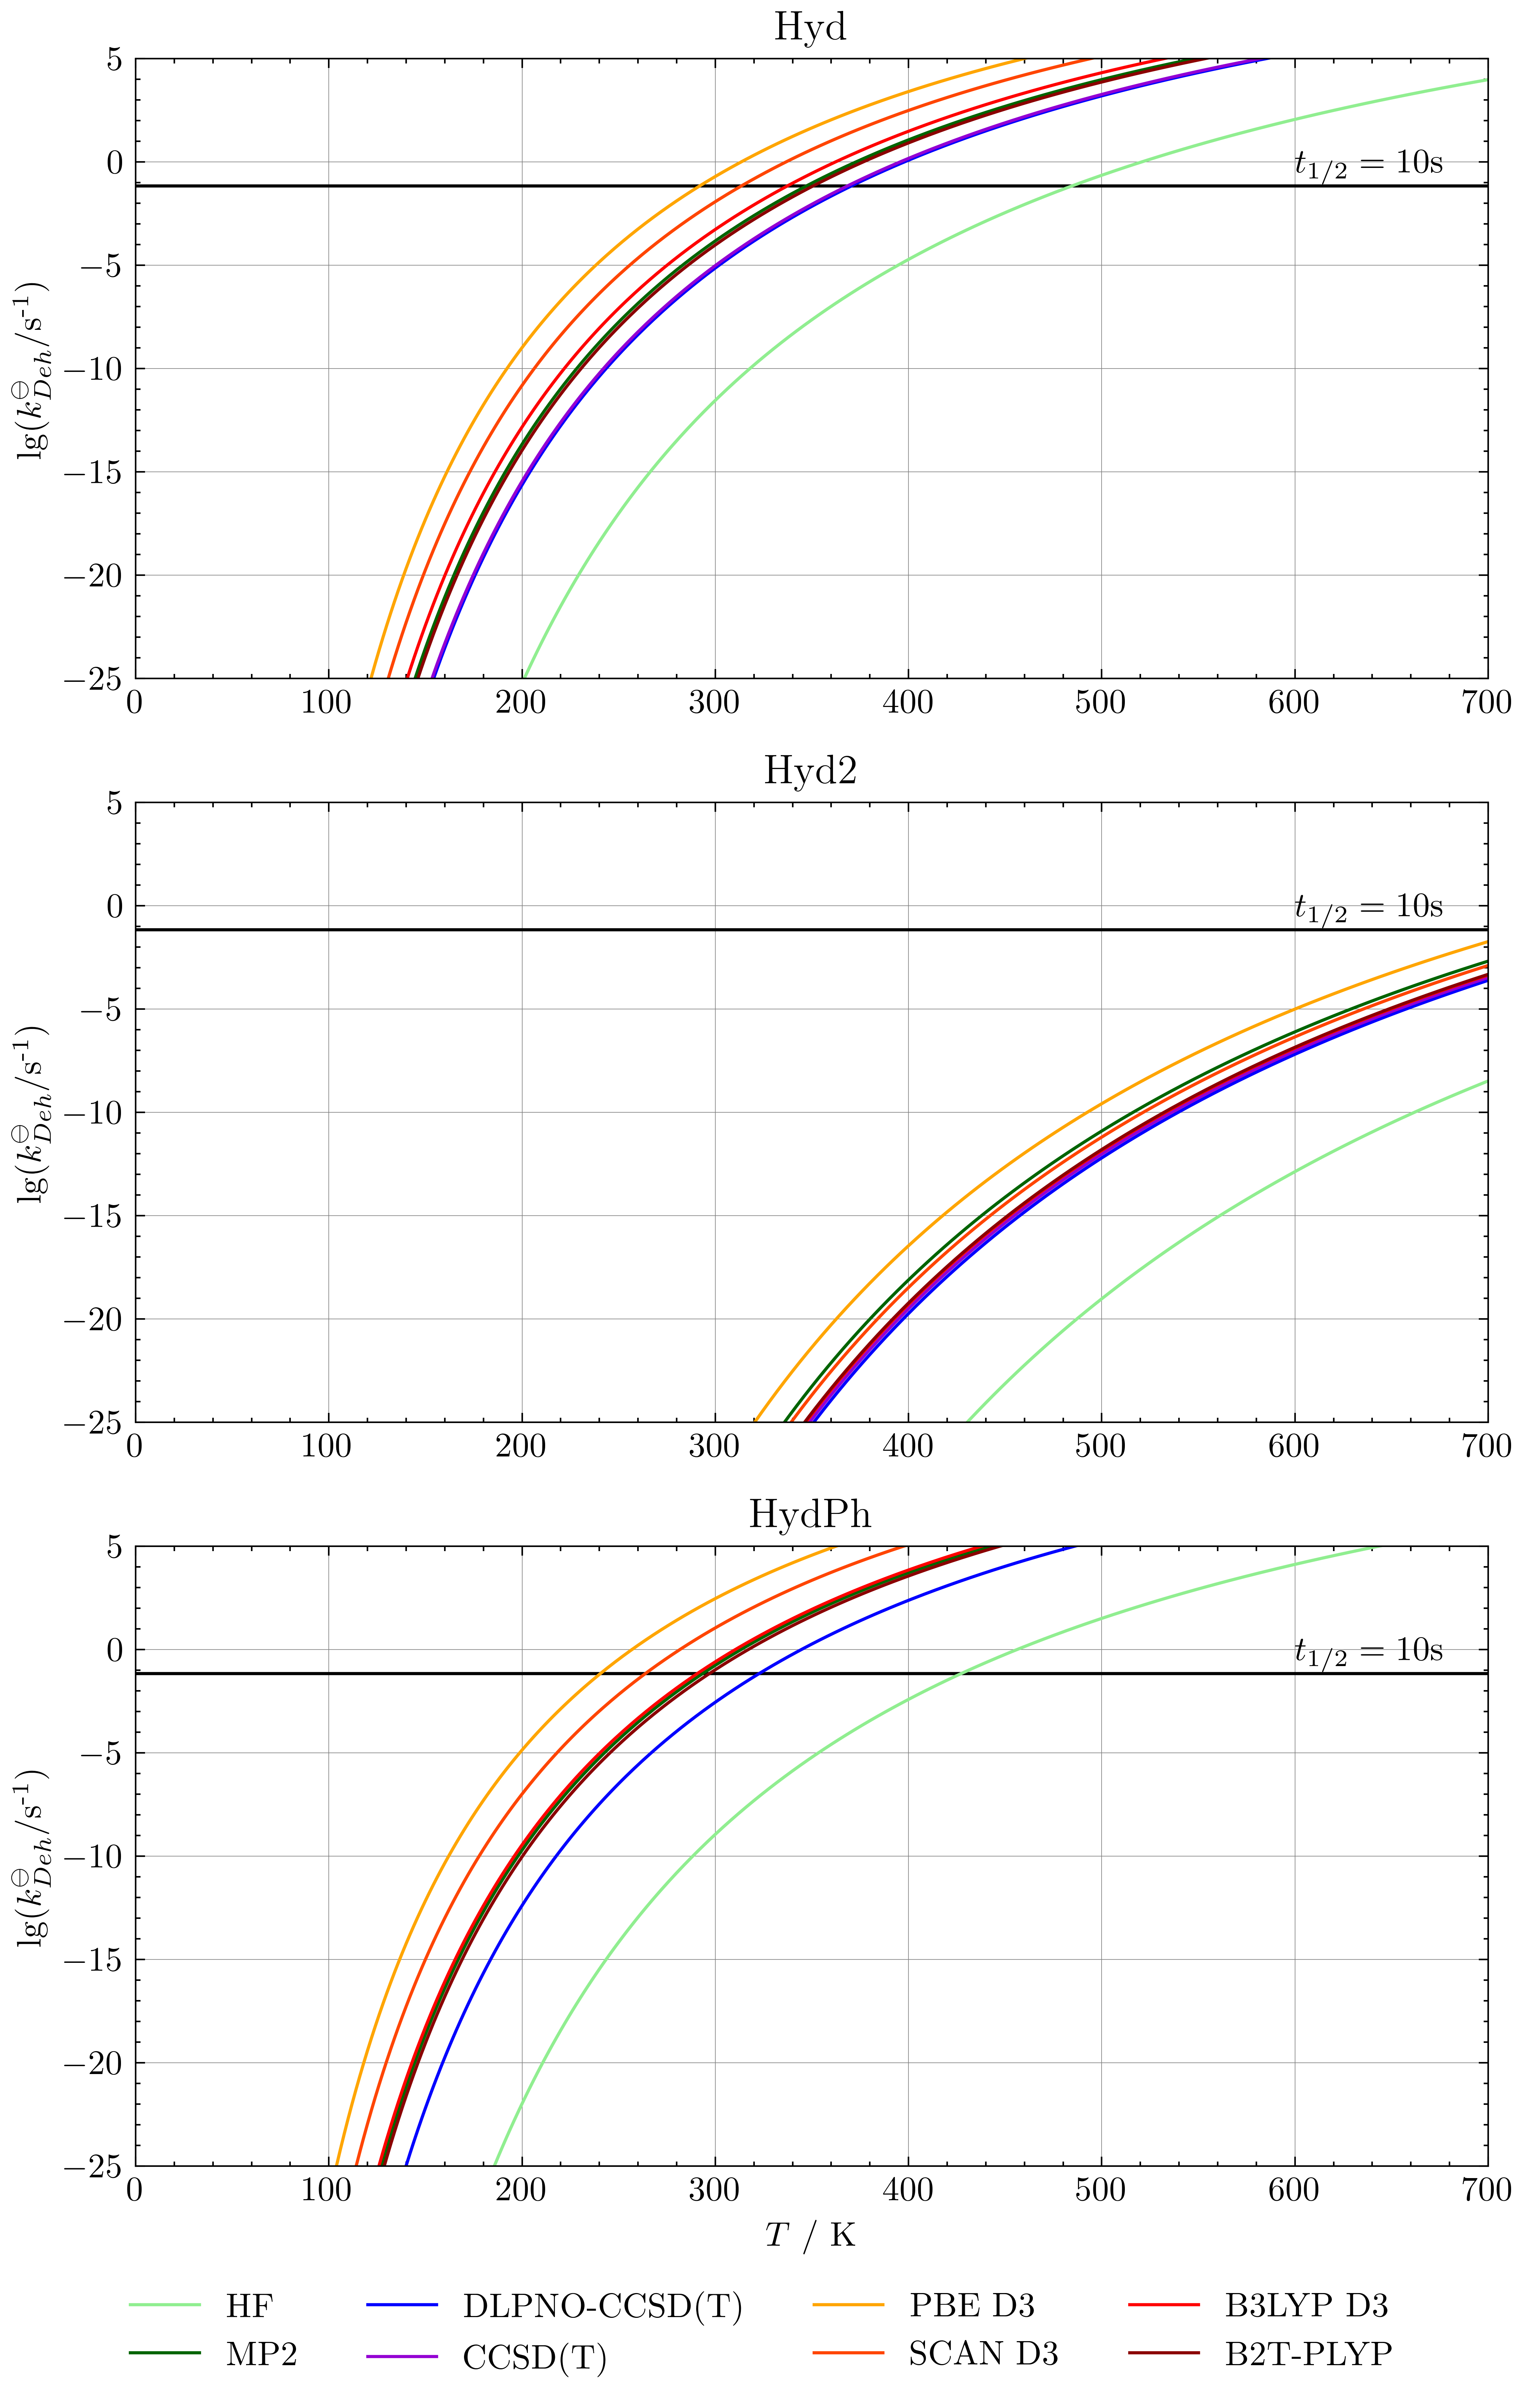 Hyd
5
0
−5
−10
−15
−20
−25
lg(k⊖Deh/s-1)
t1/2 = 10s
0 100 200 300 400 500 600 700
Hyd2
5
0
−5
−10
−15
−20
−25
lg(k⊖Deh/s-1)
t1/2 = 10s
0 100 200 300 400 500 600 700
HydPh
5
0
−5
−10
−15
−20
−25
lg(k⊖Deh/s-1)
t1/2 = 10s
0 100 200 300 400 500 600 700
T / K
HF DLPNO-CCSD(T) PBE D3 B3LYP D3
MP2 CCSD(T) SCAN D3 B2T-PLYP